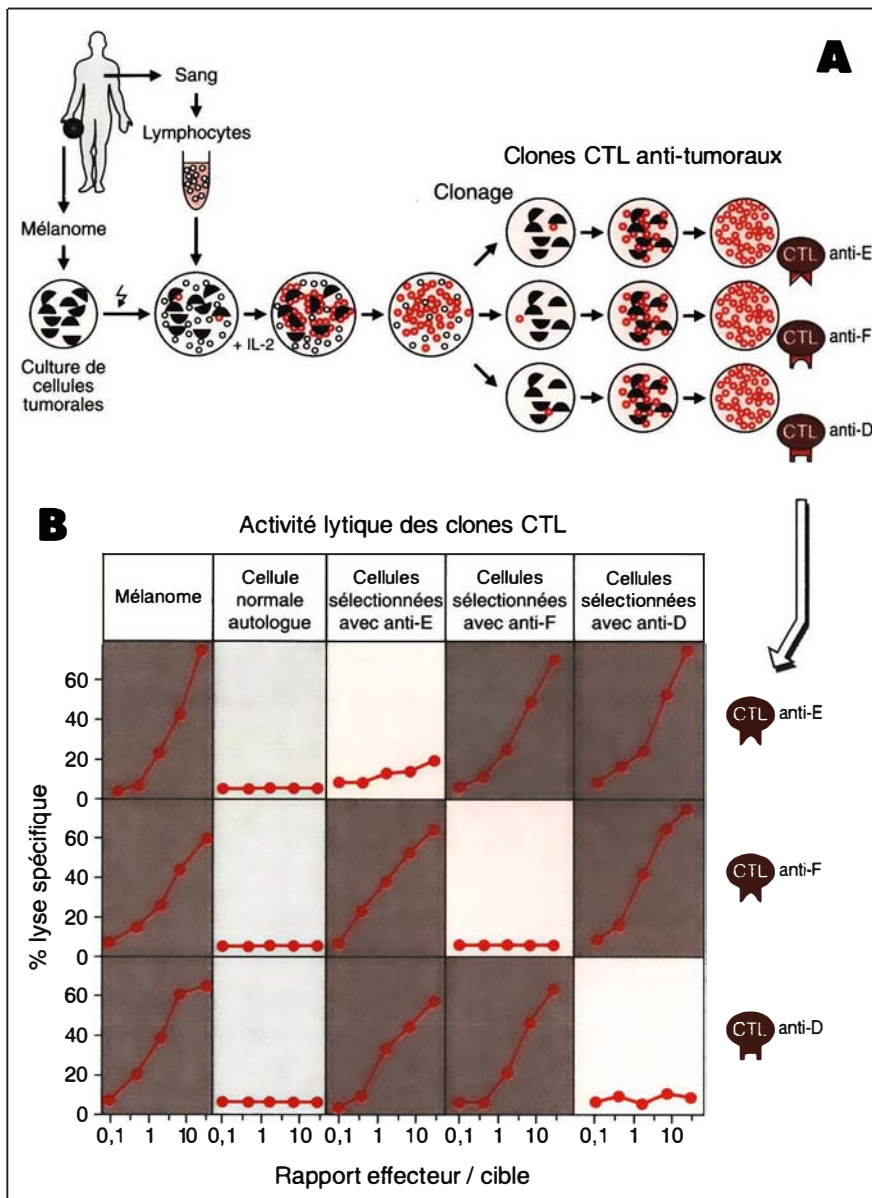 A
Sang
Lymphocytes
Clones CTL anti-tumoraux
Clonage
Mélanome
CTL anti-E
CTL anti-F
CTL anti-D
+ IL-2
Culture de
cellules
tumorales
B
Activité lytique des clones CTL
Mélanome
Cellule
normale
autologue
Cellules
sélectionnées
avec anti-E
Cellules
sélectionnées
avec anti-F
Cellules
sélectionnées
avec anti-D
% lyse spécifique
60
40
20
0
CTL anti-E
60
40
20
0
CTL anti-F
60
40
20
0
CTL anti-D
0,1 1 10 0,1 1 10 0,1 1 10 0,1 1 10 0,1 1 10
Rapport effecteur / cible